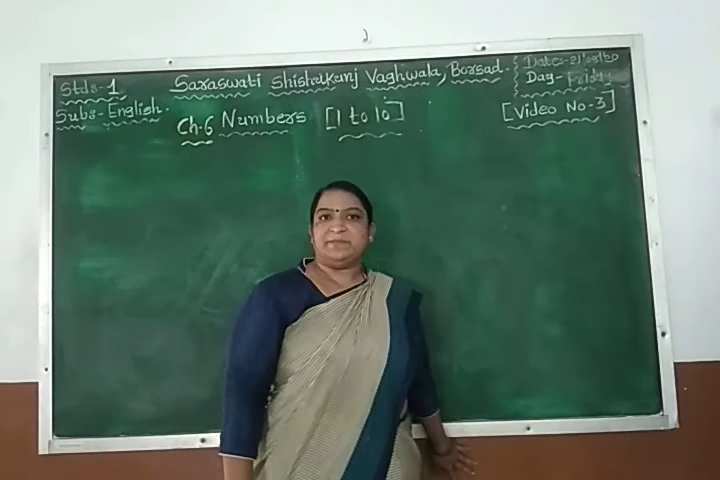 Std:- 1
Saraswati Shishukunj Vaghwala, Borsad.
Day:- Friday
Sub:- English.
Ch.6 Numbers [1 to 10]
[Video No-3]